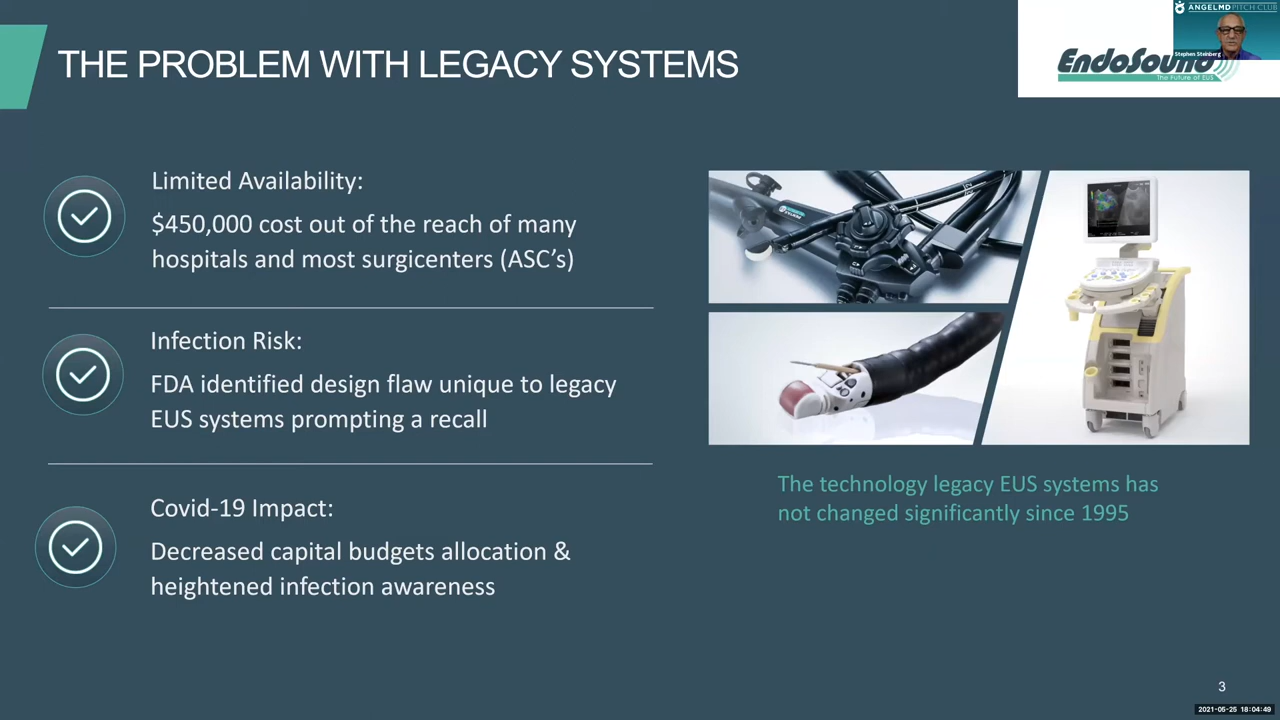 THE PROBLEM WITH LEGACY SYSTEMS
ANGELMD PITCH CLUB
Stephen Steinberg
EndoSound
The Future of EUS
Limited Availability:
$450,000 cost out of the reach of many
hospitals and most surgicenters (ASC’s)
Infection Risk:
FDA identified design flaw unique to legacy
EUS systems prompting a recall
Covid-19 Impact:
Decreased capital budgets allocation &
heightened infection awareness
The technology legacy EUS systems has
not changed significantly since 1995
3
2021-05-25 18:04:49